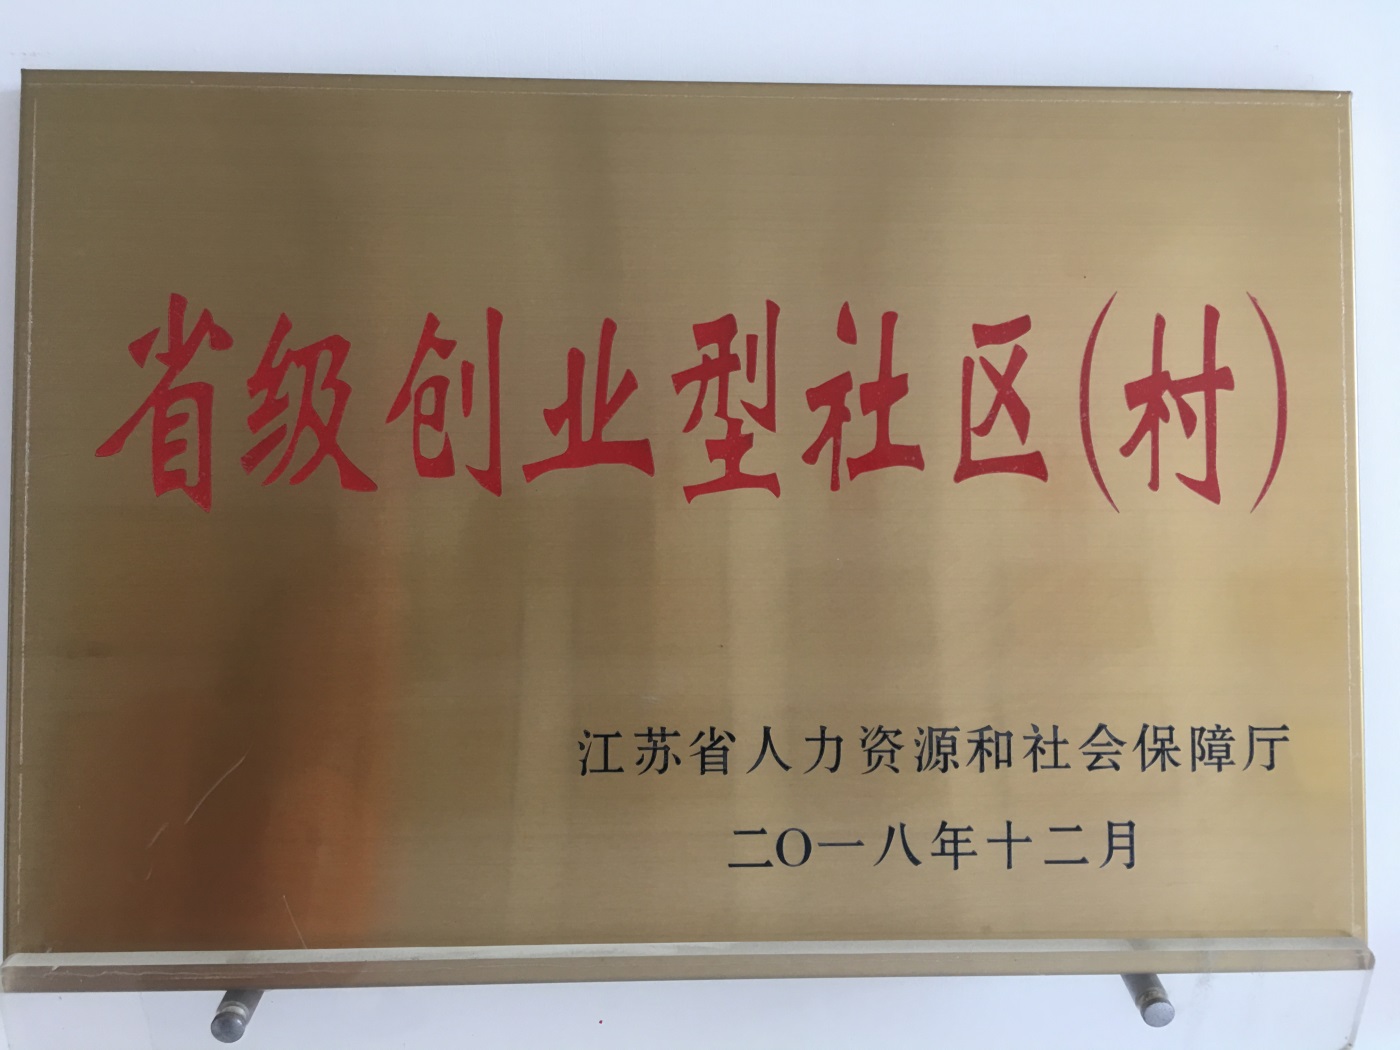 省级创业型社区(村)
江苏省人力资源和社会保障厅
二〇一八年十二月